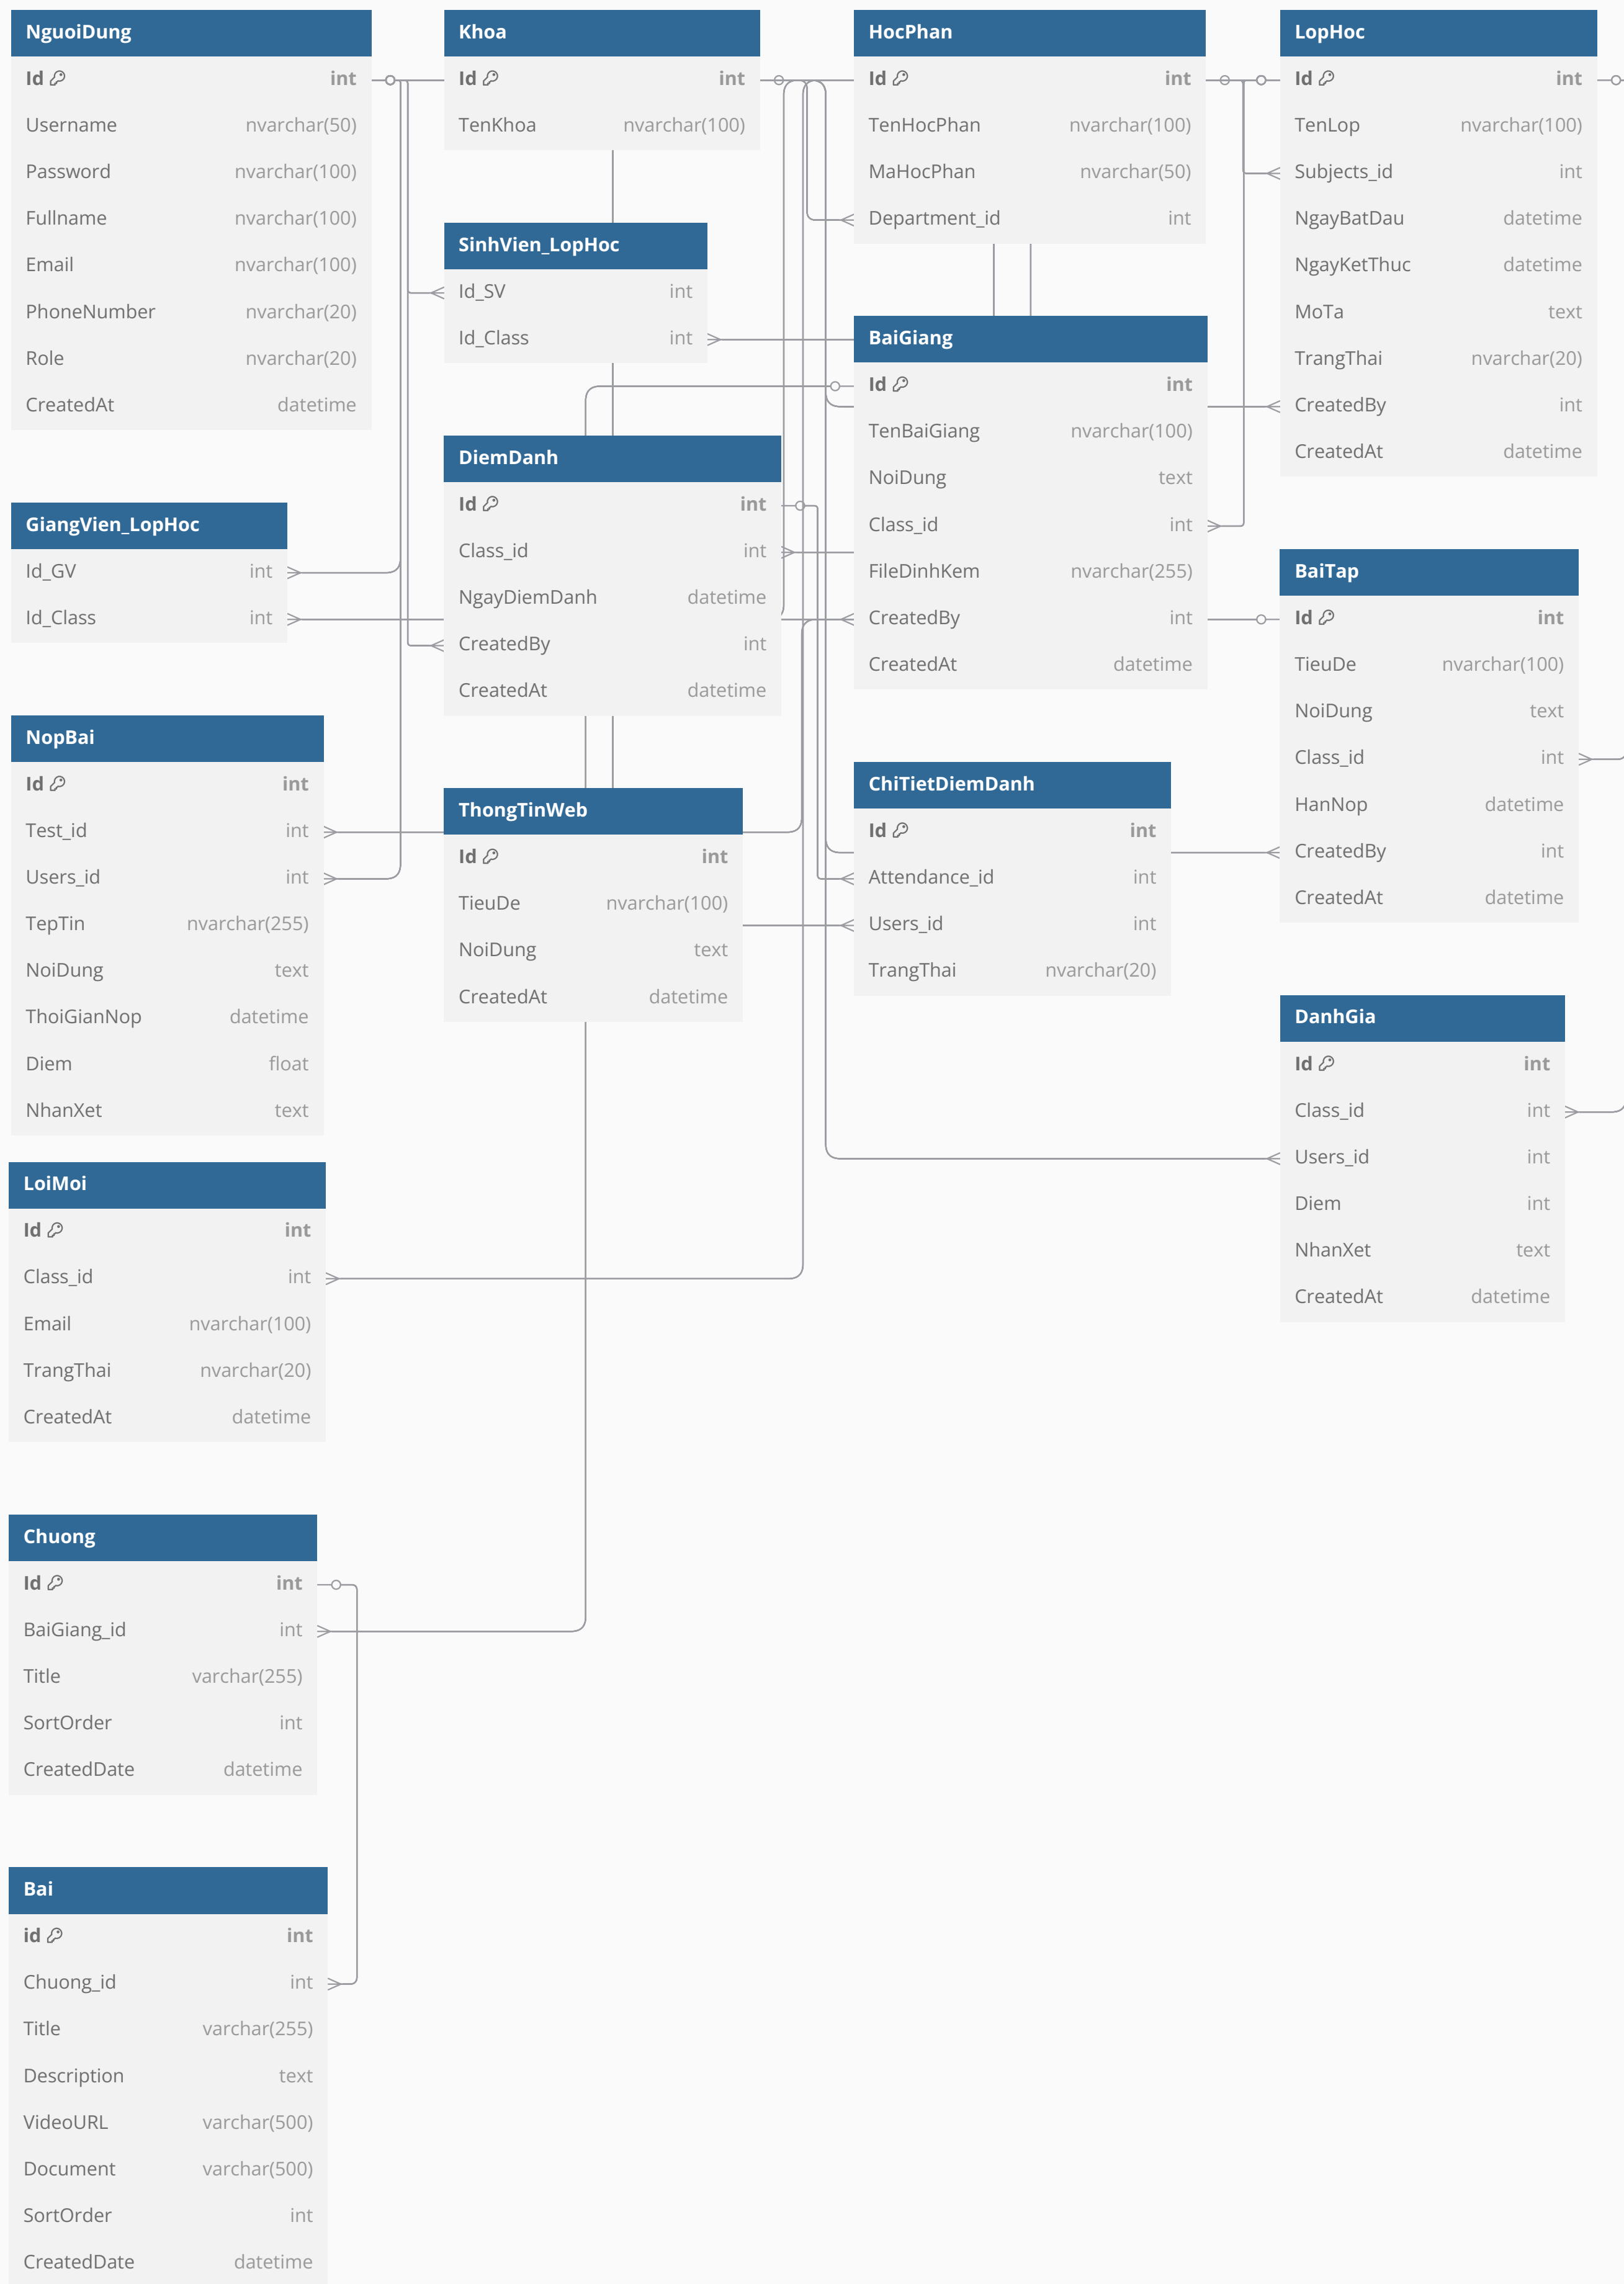 NguoiDung
Id int
Username nvarchar(50)
Password nvarchar(100)
Fullname nvarchar(100)
Email nvarchar(100)
PhoneNumber nvarchar(20)
Role nvarchar(20)
CreatedAt datetime
Khoa
Id int
TenKhoa nvarchar(100)
HocPhan
Id int
TenHocPhan nvarchar(100)
MaHocPhan nvarchar(50)
Department_id int
LopHoc
Id int
TenLop nvarchar(100)
Subjects_id int
NgayBatDau datetime
NgayKetThuc datetime
MoTa text
TrangThai nvarchar(20)
CreatedBy int
CreatedAt datetime
SinhVien_LopHoc
Id_SV int
Id_Class int
BaiGiang
Id int
TenBaiGiang nvarchar(100)
NoiDung text
Class_id int
FileDinhKem nvarchar(255)
CreatedBy int
CreatedAt datetime
DiemDanh
Id int
Class_id int
NgayDiemDanh datetime
CreatedBy int
CreatedAt datetime
GiangVien_LopHoc
Id_GV int
Id_Class int
BaiTap
Id int
TieuDe nvarchar(100)
NoiDung text
Class_id int
HanNop datetime
CreatedBy int
CreatedAt datetime
NopBai
Id int
Test_id int
Users_id int
TepTin nvarchar(255)
NoiDung text
ThoiGianNop datetime
Diem float
NhanXet text
ThongTinWeb
Id int
TieuDe nvarchar(100)
NoiDung text
CreatedAt datetime
ChiTietDiemDanh
Id int
Attendance_id int
Users_id int
TrangThai nvarchar(20)
DanhGia
Id int
Class_id int
Users_id int
Diem int
NhanXet text
CreatedAt datetime
LoiMoi
Id int
Class_id int
Email nvarchar(100)
TrangThai nvarchar(20)
CreatedAt datetime
Chuong
Id int
BaiGiang_id int
Title varchar(255)
SortOrder int
CreatedDate datetime
Bai
id int
Chuong_id int
Title varchar(255)
Description text
VideoURL varchar(500)
Document varchar(500)
SortOrder int
CreatedDate datetime